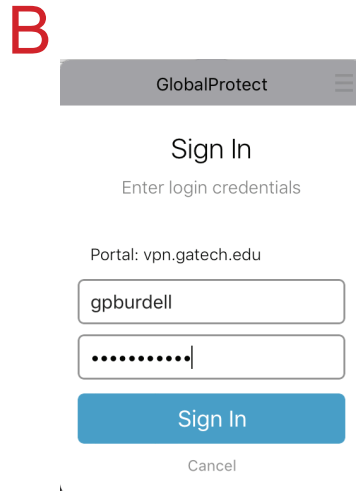 B
GlobalProtect
Sign In
Enter login credentials
Portal: vpn.gatech.edu
gpburdell
•••••••••••
Sign In
Cancel